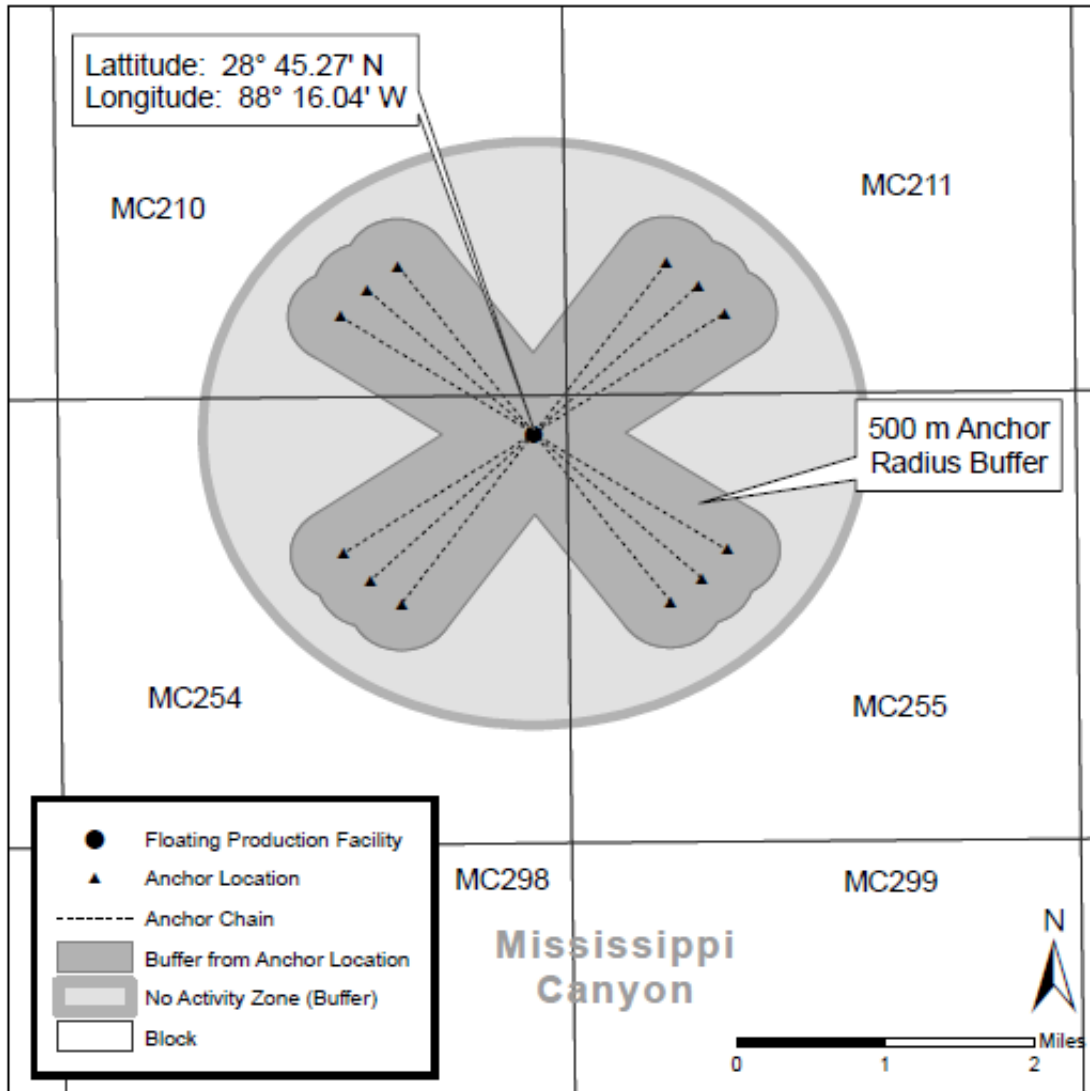 Lattitude: 28° 45.27' N
Longitude: 88° 16.04' W
MC210
MC211
500 m Anchor
Radius Buffer
MC254
MC255
Floating Production Facility
Anchor Location
Anchor Chain
Buffer from Anchor Location
No Activity Zone (Buffer)
Block
MC298
MC299
Mississippi
Canyon
N
Miles
0 1 2